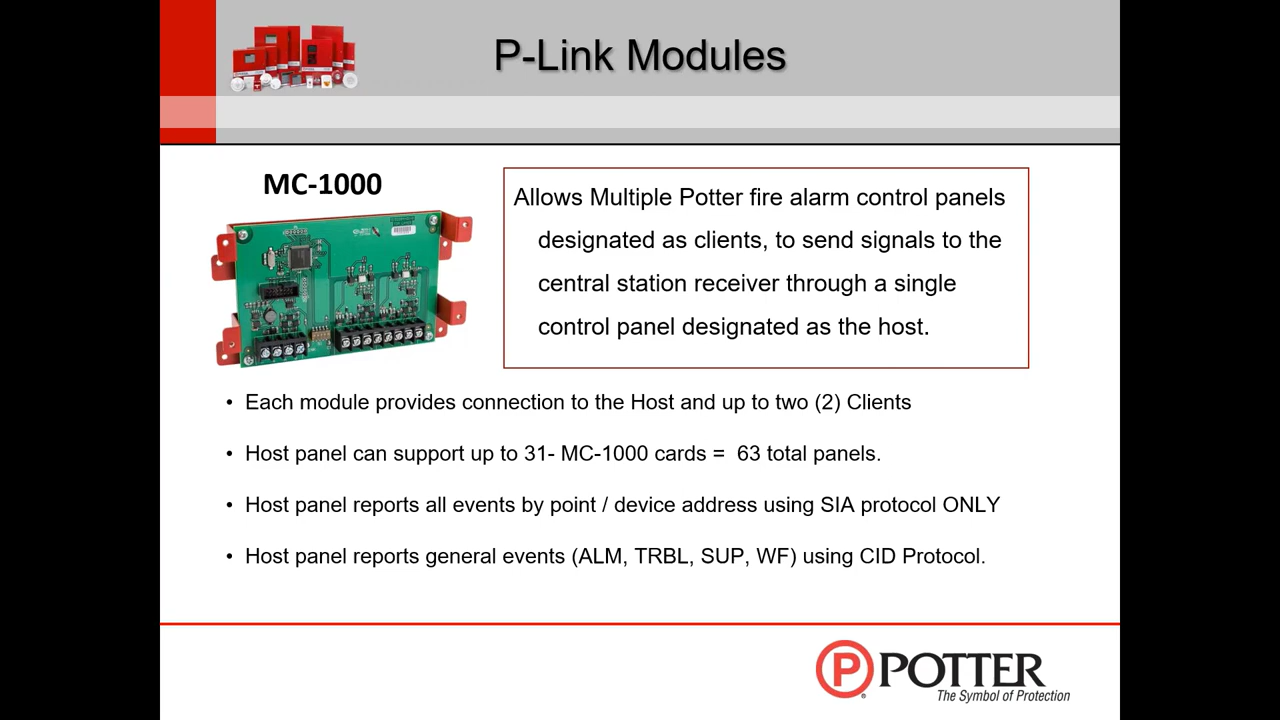 P-Link Modules
MC-1000
Allows Multiple Potter fire alarm control panels
designated as clients, to send signals to the
central station receiver through a single
control panel designated as the host.
• Each module provides connection to the Host and up to two (2) Clients
• Host panel can support up to 31- MC-1000 cards =  63 total panels.
• Host panel reports all events by point / device address using SIA protocol ONLY
• Host panel reports general events (ALM, TRBL, SUP, WF) using CID Protocol.
P POTTER
®
The Symbol of Protection